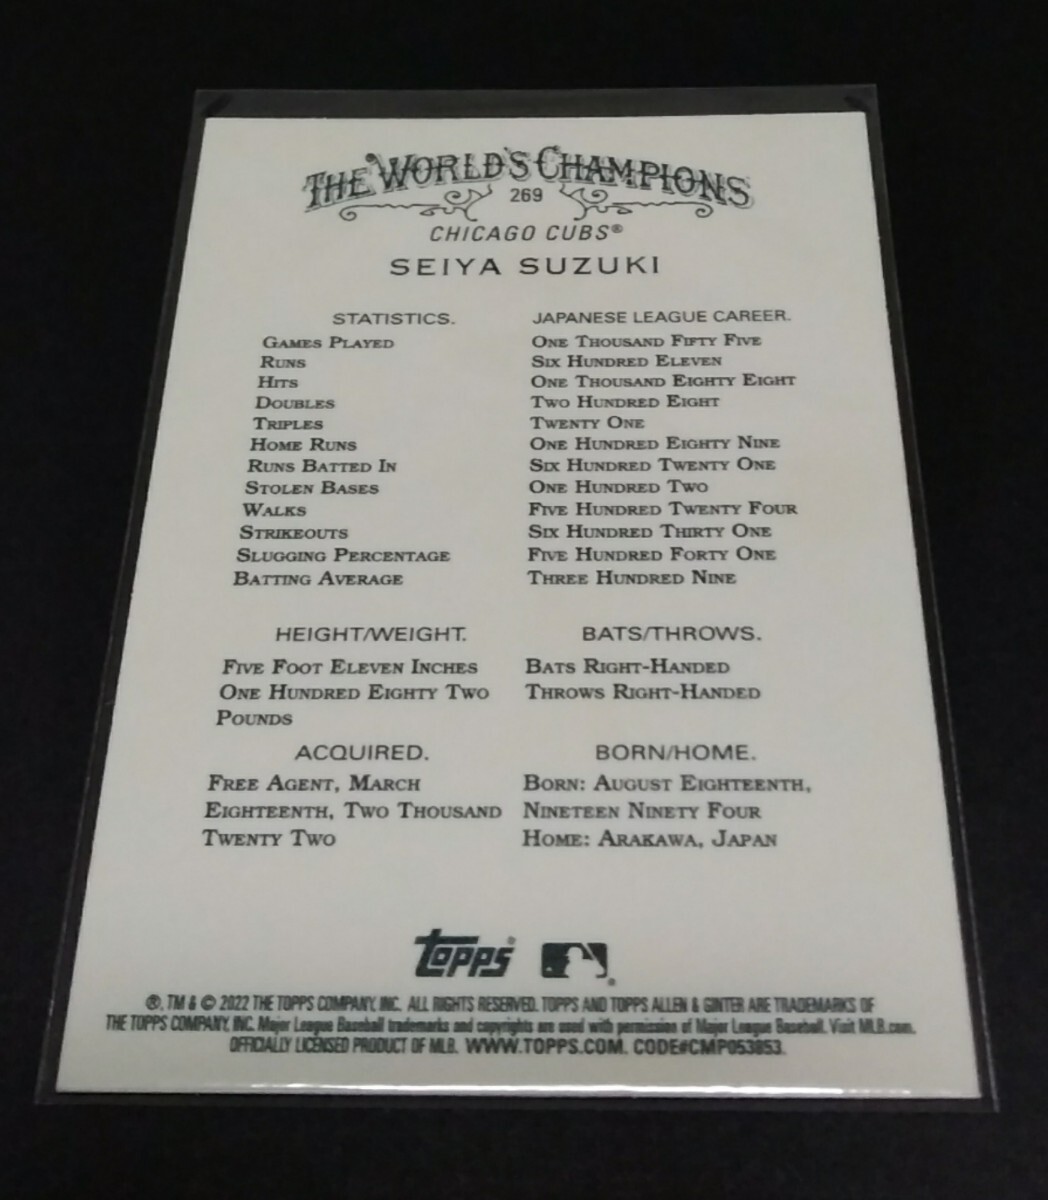 THE WORLD'S CHAMPIONS
269
CHICAGO CUBS®
SEIYA SUZUKI
STATISTICS. JAPANESE LEAGUE CAREER.
GAMES PLAYED ONE THOUSAND FIFTY FIVE
RUNS SIX HUNDRED ELEVEN
HITS ONE THOUSAND EIGHTY EIGHT
DOUBLES TWO HUNDRED EIGHT
TRIPLES TWENTY ONE
HOME RUNS ONE HUNDRED EIGHTY NINE
RUNS BATTED IN SIX HUNDRED TWENTY ONE
STOLEN BASES ONE HUNDRED TWO
WALKS FIVE HUNDRED TWENTY FOUR
STRIKEOUTS SIX HUNDRED THIRTY ONE
SLUGGING PERCENTAGE FIVE HUNDRED FORTY ONE
BATTING AVERAGE THREE HUNDRED NINE
HEIGHT/WEIGHT.
FIVE FOOT ELEVEN INCHES
ONE HUNDRED EIGHTY TWO
POUNDS
BATS/THROWS.
BATS RIGHT-HANDED
THROWS RIGHT-HANDED
ACQUIRED.
FREE AGENT, MARCH
EIGHTEENTH, TWO THOUSAND
TWENTY TWO
BORN/HOME.
BORN: AUGUST EIGHTEENTH,
NINETEEN NINETY FOUR
HOME: ARAKAWA, JAPAN
Topps®
®, TM & © 2022 THE TOPPS COMPANY, INC. ALL RIGHTS RESERVED. TOPPS AND TOPPS ALLEN & GINTER ARE TRADEMARKS OF
THE TOPPS COMPANY, INC. Major League Baseball trademarks and copyrights are used with permission of Major League Baseball. Visit MLB.com.
OFFICIALLY LICENSED PRODUCT OF MLB. WWW.TOPPS.COM. CODE#CMP053853.